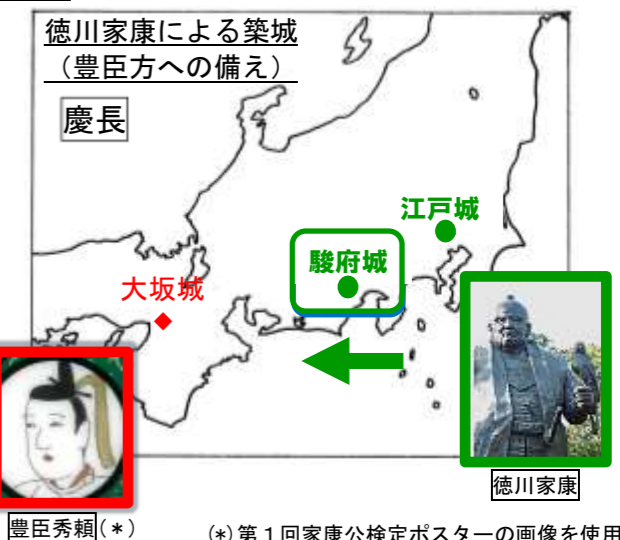 徳川家康による築城
（豊臣方への備え）
慶長
江戸城
駿府城
大坂城
徳川家康
豊臣秀頼(＊)
(*)第１回家康公検定ポスターの画像を使用